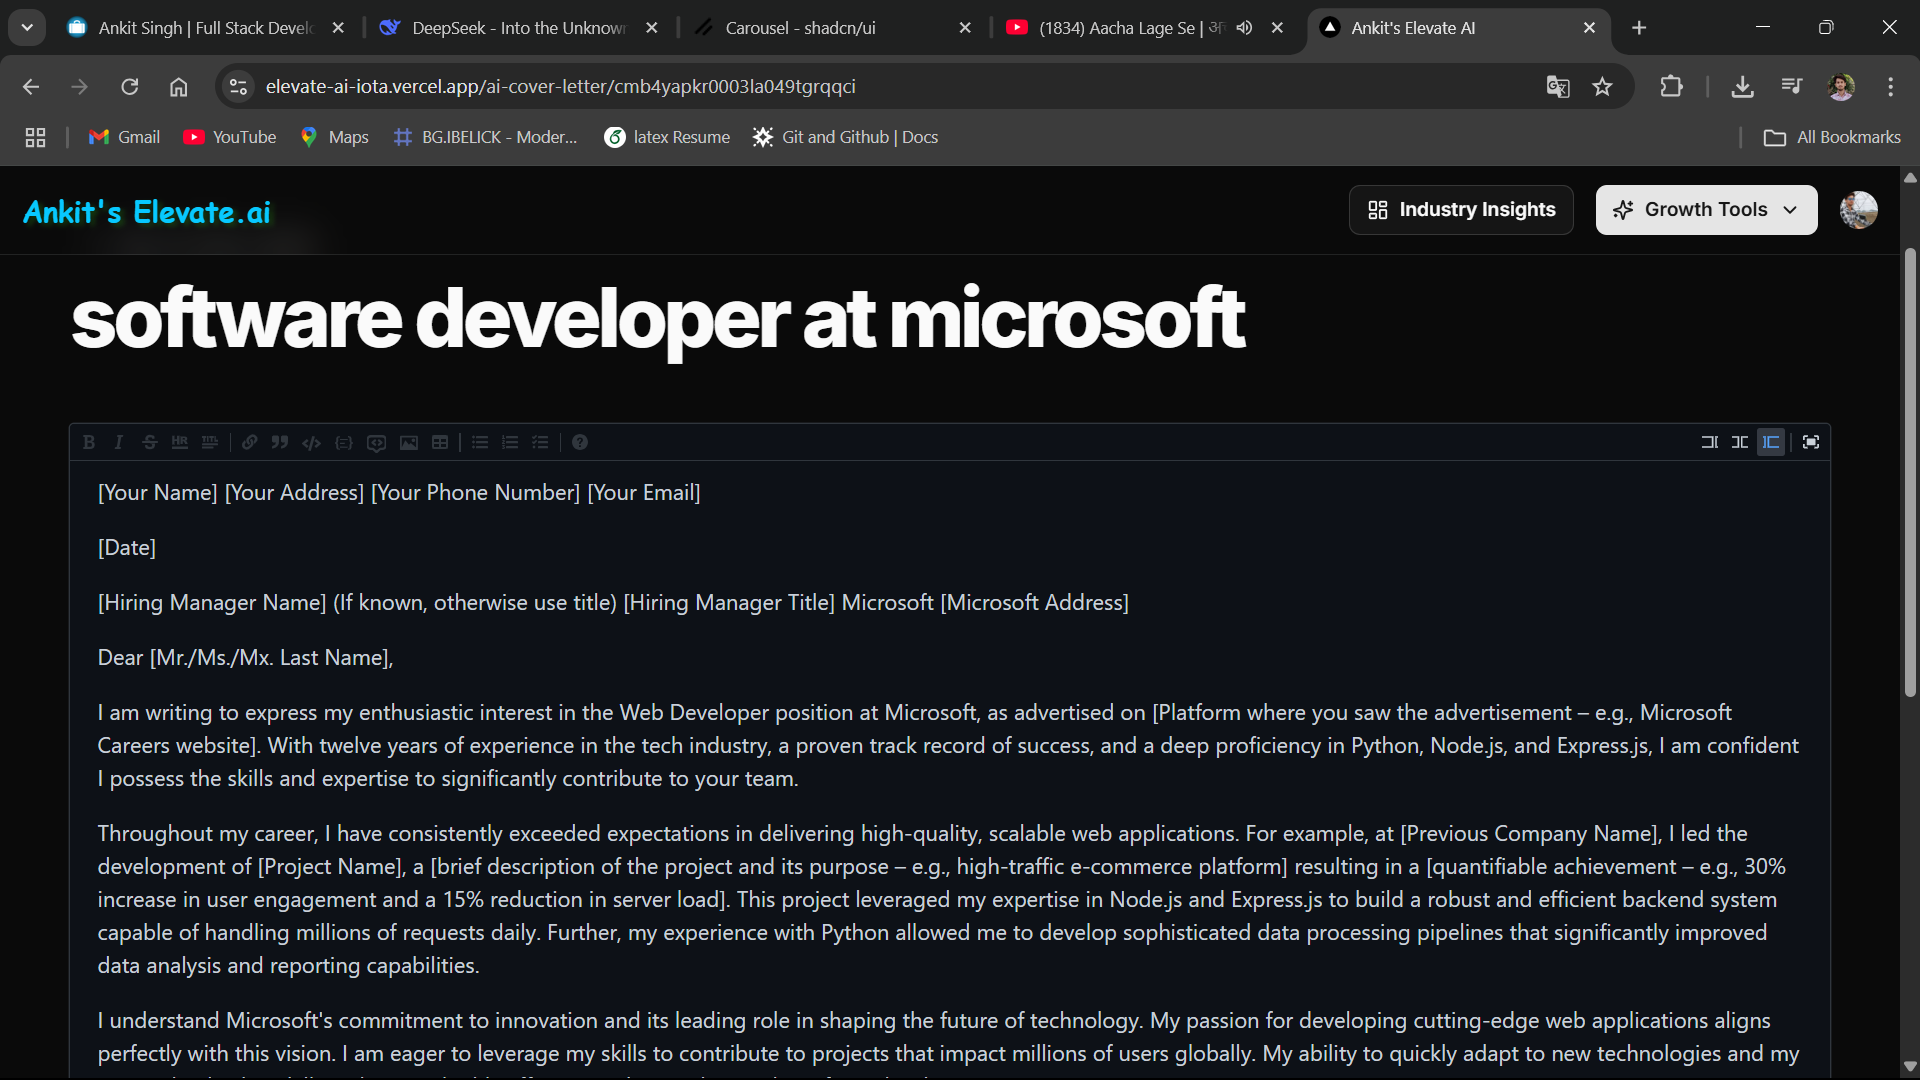 Ankit Singh | Full Stack Devel
DeepSeek - Into the Unknown
Carousel - shadcn/ui
(1834) Aacha Lage Se |
Ankit's Elevate AI
elevate-ai-iota.vercel.app/ai-cover-letter/cmb4yapkr0003la049tgrqqci
Gmail
YouTube
Maps
BG.IBELICK - Moder...
latex Resume
Git and Github | Docs
All Bookmarks
Ankit's Elevate.ai
Industry Insights
Growth Tools
software developer at microsoft
[Your Name] [Your Address] [Your Phone Number] [Your Email]
[Date]
[Hiring Manager Name] (If known, otherwise use title) [Hiring Manager Title] Microsoft [Microsoft Address]
Dear [Mr./Ms./Mx. Last Name],
I am writing to express my enthusiastic interest in the Web Developer position at Microsoft, as advertised on [Platform where you saw the advertisement – e.g., Microsoft
Careers website]. With twelve years of experience in the tech industry, a proven track record of success, and a deep proficiency in Python, Node.js, and Express.js, I am confident
I possess the skills and expertise to significantly contribute to your team.
Throughout my career, I have consistently exceeded expectations in delivering high-quality, scalable web applications. For example, at [Previous Company Name], I led the
development of [Project Name], a [brief description of the project and its purpose – e.g., high-traffic e-commerce platform] resulting in a [quantifiable achievement – e.g., 30%
increase in user engagement and a 15% reduction in server load]. This project leveraged my expertise in Node.js and Express.js to build a robust and efficient backend system
capable of handling millions of requests daily. Further, my experience with Python allowed me to develop sophisticated data processing pipelines that significantly improved
data analysis and reporting capabilities.
I understand Microsoft's commitment to innovation and its leading role in shaping the future of technology. My passion for developing cutting-edge web applications aligns
perfectly with this vision. I am eager to leverage my skills to contribute to projects that impact millions of users globally. My ability to quickly adapt to new technologies and my